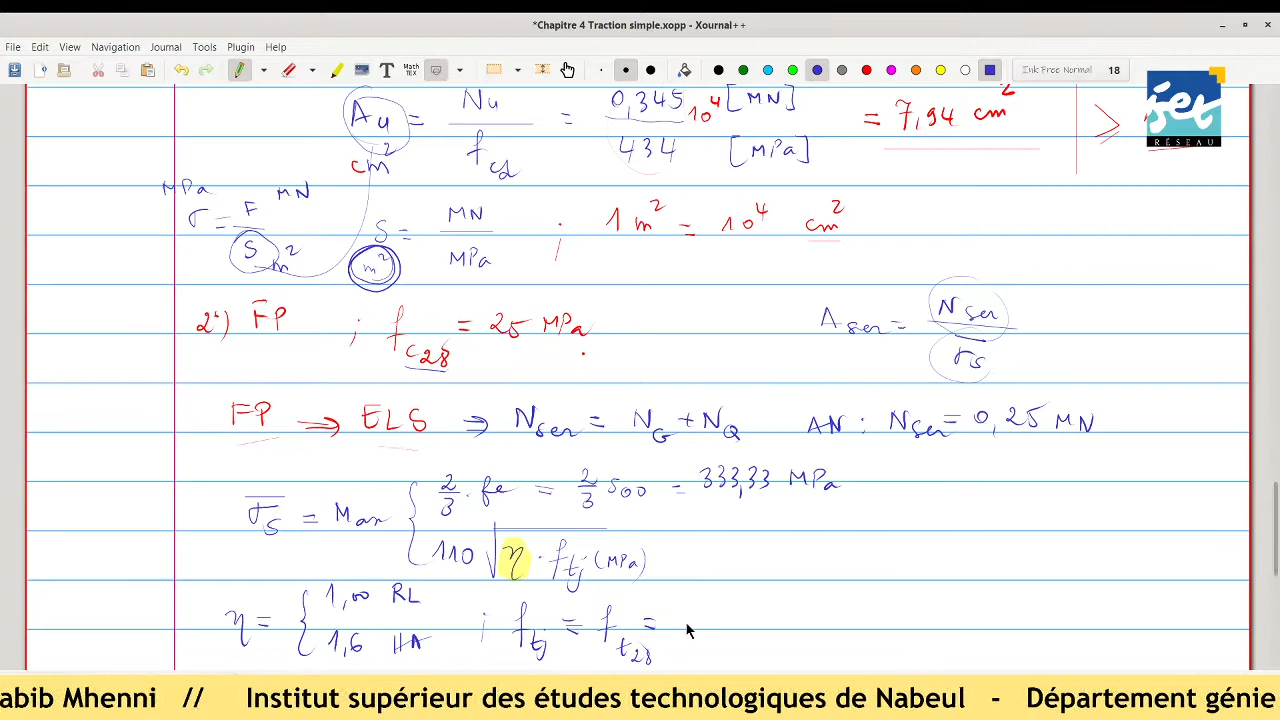 *Chapitre 4 Traction simple.xopp - Xournal++
File Edit View Navigation Journal Tools Plugin Help
Math TEX
Ink Free Normal 18
Au = Nu / fcd = 0,345 [MN] / 434 [MPa] 10⁴ = 7,94 cm² >
cm²
iset
RÉSEAU
MPa MN
σ = F / S m²
S = MN / MPa ; 1 m² = 10⁴ cm²
m²
2°) FP ; fc28 = 25 MPa.
Aser = Nser / σ̅s
FP ⇒ ELS ⇒ Nser = NG + NQ AN : Nser = 0,25 MN
σ̅s = Max { 2/3 . fe = 2/3 500 = 333,33 MPa
110 √ η . ftj (MPa)
η = { 1,00 RL
1,6 HA ; ftj = ft28 =
abib Mhenni // Institut supérieur des études technologiques de Nabeul - Département génie